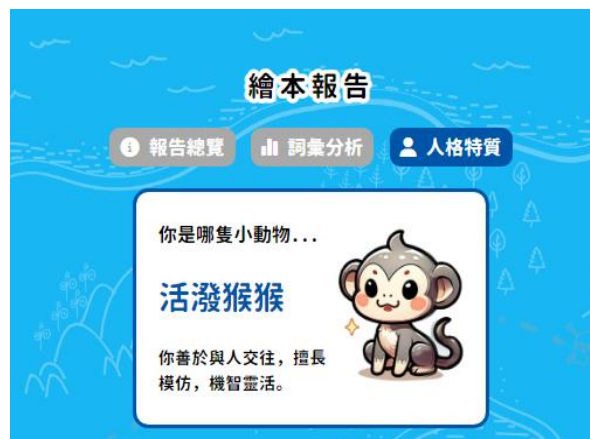 繪本報告
報告總覽
詞彙分析
人格特質
你是哪隻小動物...
活潑猴猴
你善於與人交往，擅長
模仿，機智靈活。